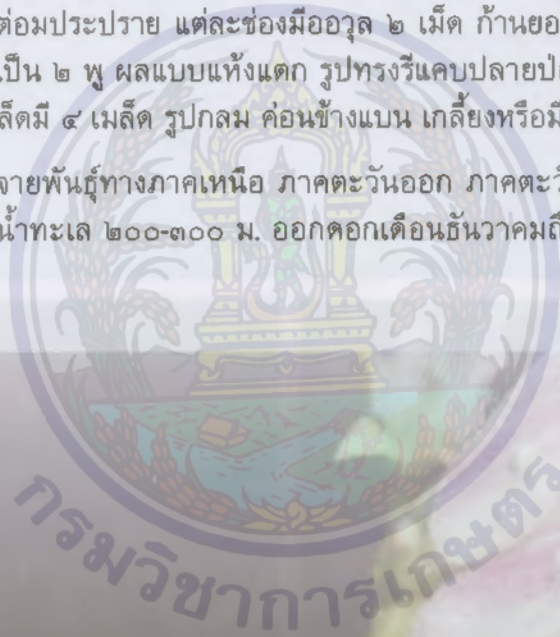 ต่อมประปราย แต่ละช่องมีออวุล ๒ เม็ด ก้านยอ
เป็น ๒ พู ผลแบบแห้งแตก รูปทรงรีแคบปลายป้
ล็ดมี ๔ เมล็ด รูปกลม ค่อนข้างแบน เกลี้ยงหรือมี
จายพันธุ์ทางภาคเหนือ ภาคตะวันออก ภาคตะวั
น้ำทะเล ๒๐๐-๓๐๐ ม. ออกดอกเดือนธันวาคมถึ
กรมวิชาการเกษตร